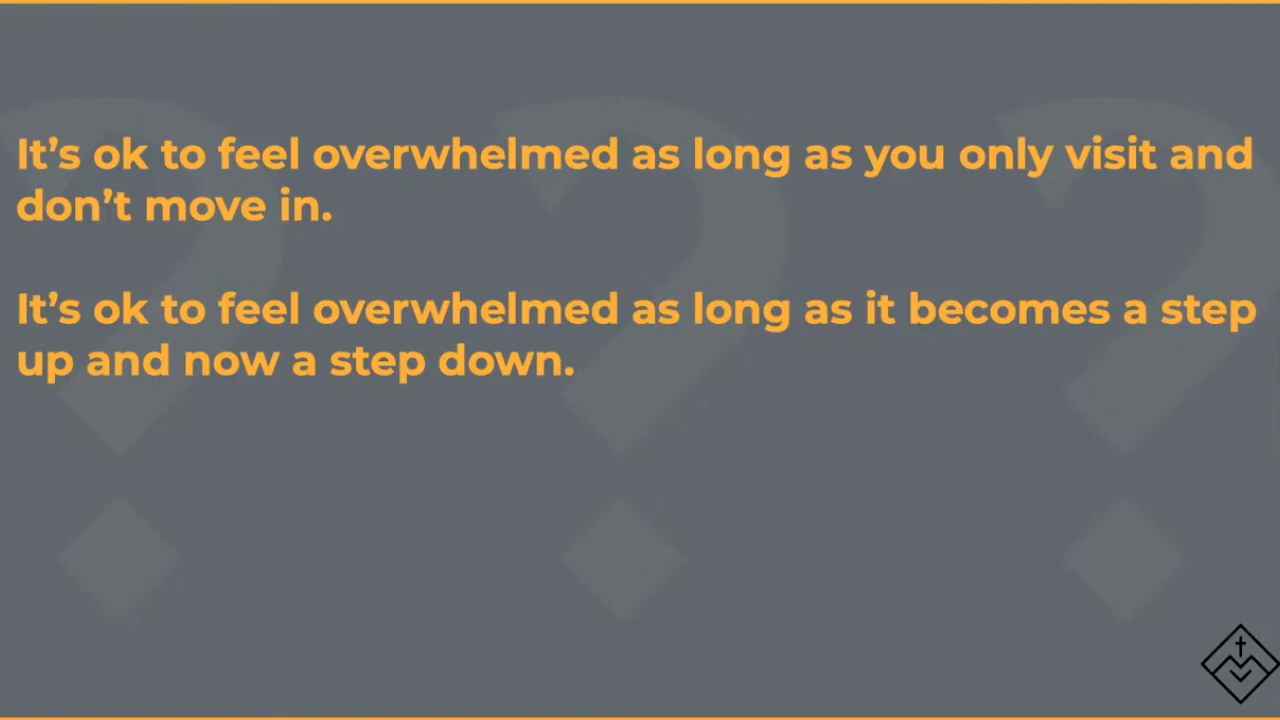 It’s ok to feel overwhelmed as long as you only visit and
don’t move in.
It’s ok to feel overwhelmed as long as it becomes a step
up and now a step down.